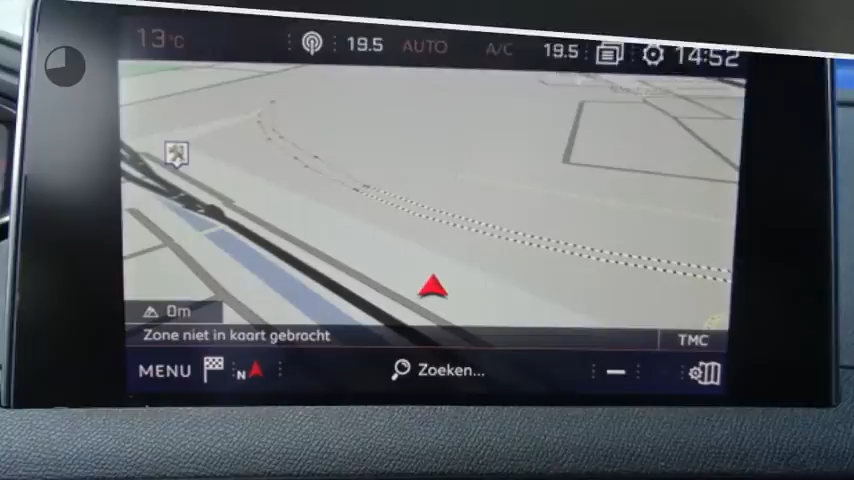 13°C 19.5 AUTO A/C 19.5 14:52
0m
Zone niet in kaart gebracht
TMC
MENU N Zoeken...